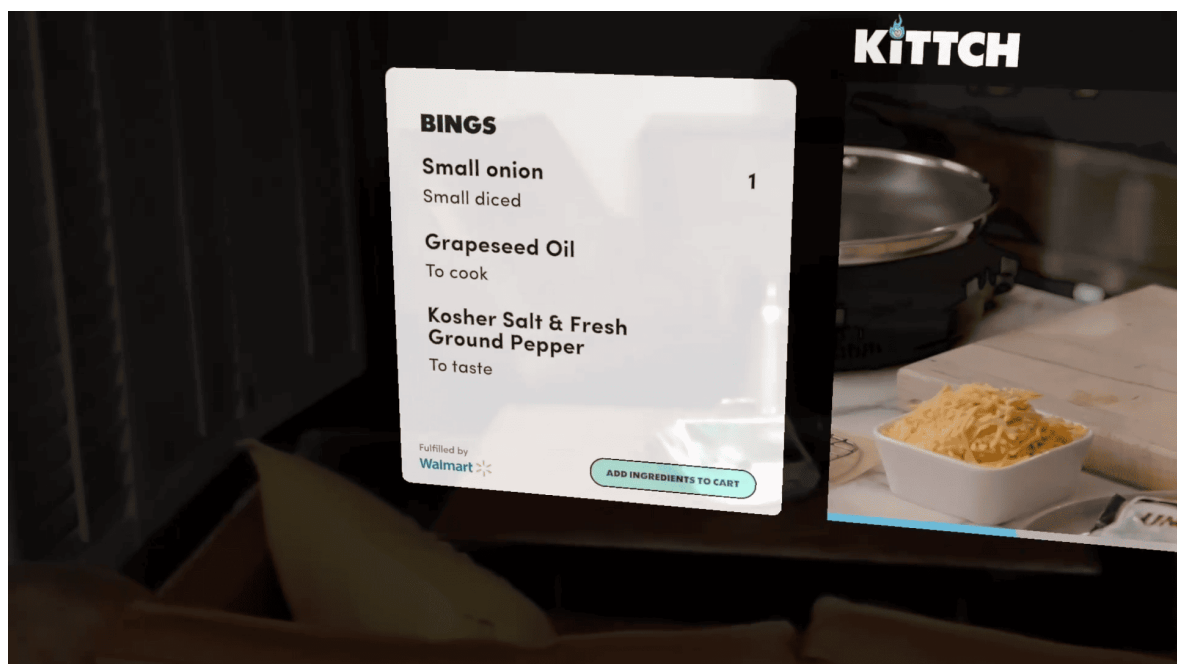 KiTTCH
BINGS
Small onion
1
Small diced
Grapeseed Oil
To cook
Kosher Salt & Fresh
Ground Pepper
To taste
Fulfilled by
Walmart
ADD INGREDIENTS TO CART